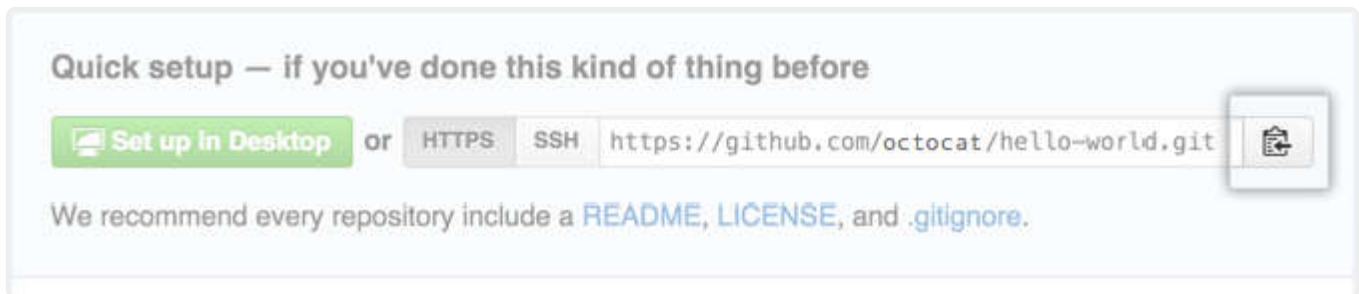 Quick setup — if you've done this kind of thing before
Set up in Desktop or HTTPS SSH https://github.com/octocat/hello-world.git
We recommend every repository include a README, LICENSE, and .gitignore.